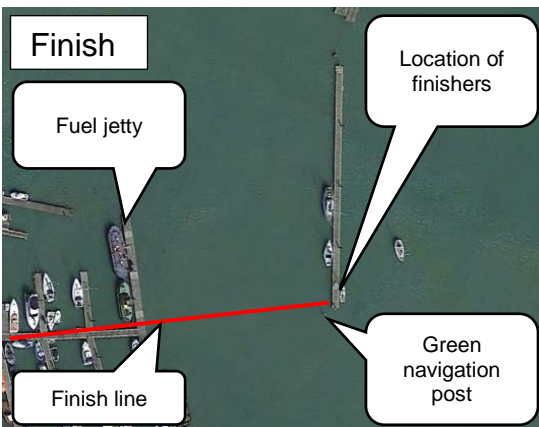 Finish
Fuel jetty
Location of
finishers
Finish line
Green
navigation
post